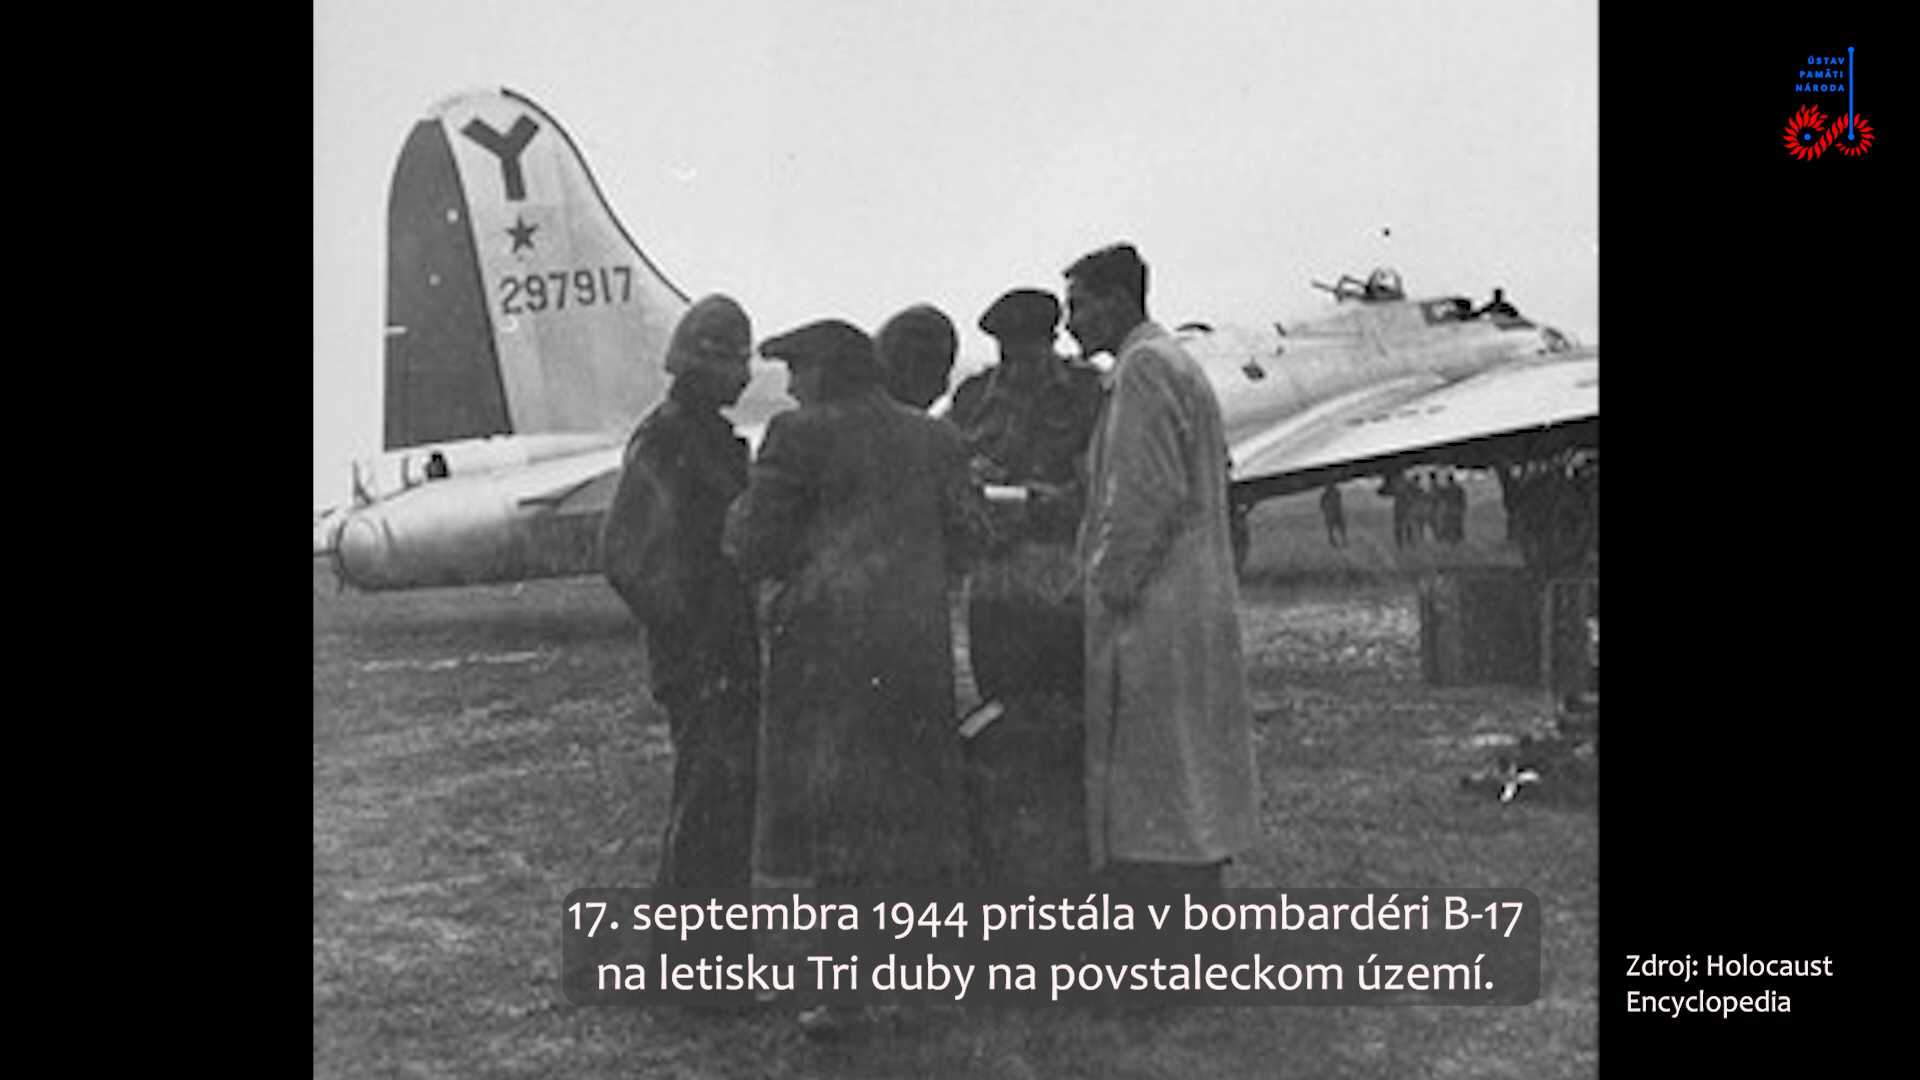 ÚSTAV
PAMÄTI
NÁRODA
Y
297917
17. septembra 1944 pristála v bombardéri B-17
na letisku Tri duby na povstaleckom území.
Zdroj: Holocaust
Encyclopedia